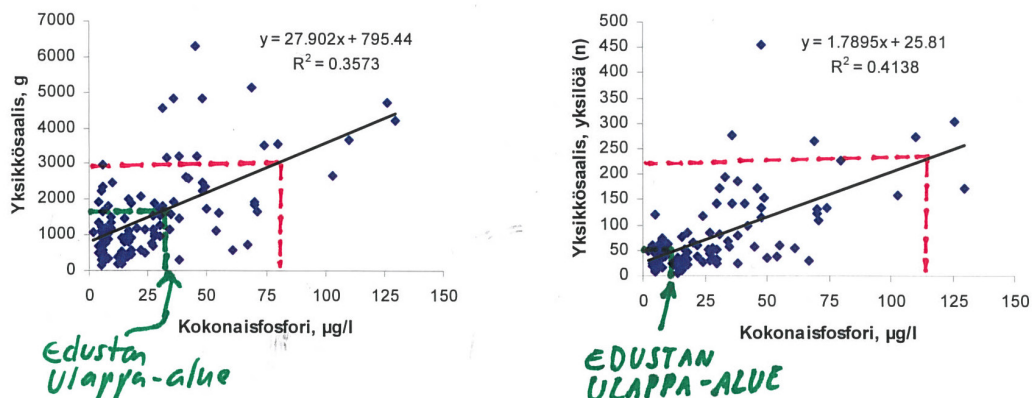 7000
6000
5000
4000
3000
2000
1000
0
Yksikkösaalis, g
y = 27.902x + 795.44
R² = 0.3573
0 25 50 75 100 125 150
Kokonaisfosfori, µg/l
Edustan
Ulappa-alue
500
450
400
350
300
250
200
150
100
50
0
Yksikkösaalis, yksilöä (n)
y = 1.7895x + 25.81
R² = 0.4138
0 25 50 75 100 125 150
Kokonaisfosfori, µg/l
EDUSTAN
ULAPPA-ALUE